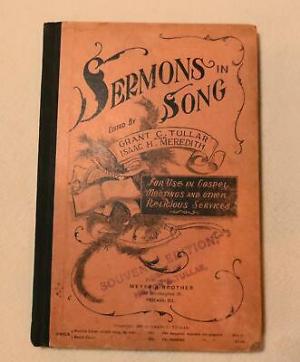 SERMONS IN
SONG
EDITED BY
GRANT C. TULLAR
ISAAC H. MEREDITH
FOR USE IN GOSPEL
MEETINGS AND OTHER
RELIGIOUS SERVICES
SOUVENIR EDITION
TULLAR
MEYER & BROTHER
CHICAGO, ILL.